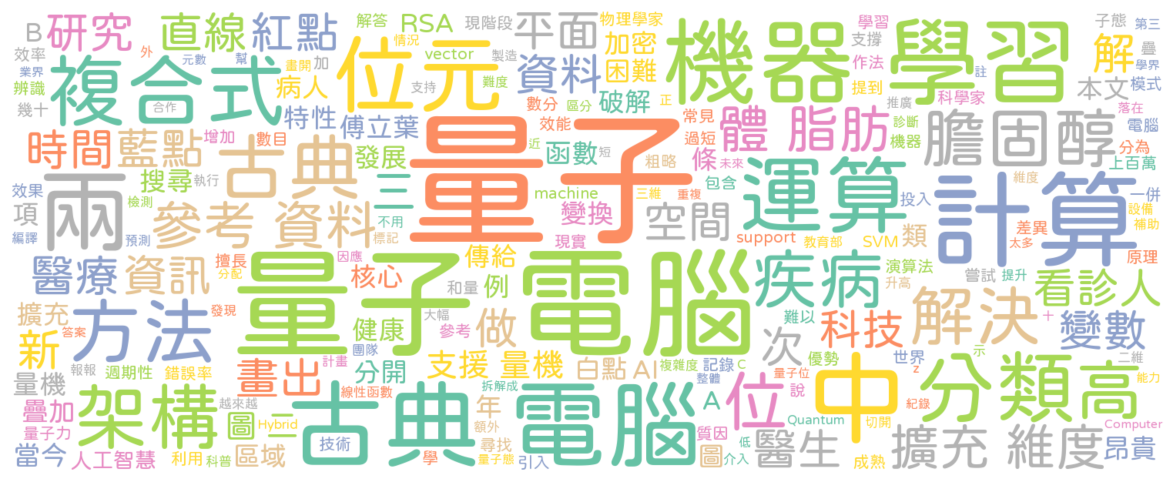 B 研究 直線 紅點 解答 RSA 現階段 平面 物理學家 機器 學習 學習 子態 疊 第三
效率 外 元數 幫 畫開 加 情況 vector 製造 加密 支撐 解 學界
業界 複合式 位元 資料 困難 作法 本文 模式
辨識 病人 支持 難度 數分 區分 破解 正 提到 註
幾十 合作 特性 傅立葉 效能 常見 體 脂肪 推廣 科學家 膽固醇 落在 電腦
時間 藍點 增加 數目 量子 函數 短 過短 診斷 機器 分為
搜尋 執行 古典 發展 三 近 粗略 條 未來 包含 運算 維度 上百萬
效果 兩 檢測 不用 machine 三維 重複 投入 計算 一併
項 參考 資料 標記 變換 空間 差異 設備
編譯 預測 現實 support 教育部 SVM 類 太多 補助
醫療 資訊 擅長 因應 核心 傳給 疾病 演算法 嘗試 提升 原理
分配 和量 例 量子 電腦 難以 升高 看診人
擴充 方法 發現 大幅 健康 參考 做 科技 解決 十 變數
新 答案 團隊 複雜度 次 優勢 世界 示 二維
量機 報報 週期性 錯誤率 畫出 計畫 分開 支援 量機 白點 AI 記錄 C 說 z 分類 高 能力
疊加 架構 越來越 線性函數 拆解成 整體 量子位 位 中 紀錄
量子力 圖 二 Hybrid 古典 電腦 年 額外 A Quantum 切開 Computer
當今 人工智慧 利用 科普 區域 技術 學 尋找 量子態 引入 質因 圖 低 介入 醫生 成熟 擴充 維度 昂貴